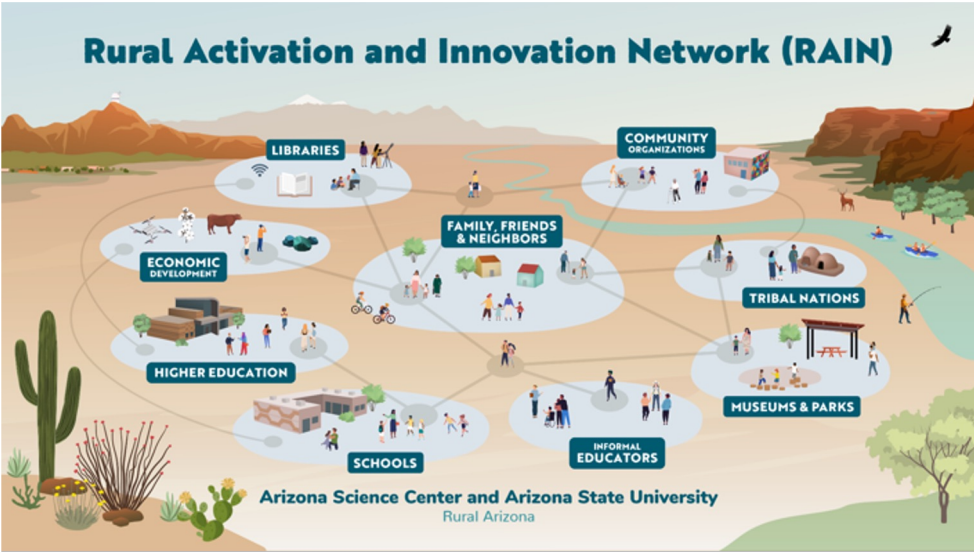 Rural Activation and Innovation Network (RAIN)
LIBRARIES
COMMUNITY
ORGANIZATIONS
FAMILY, FRIENDS
& NEIGHBORS
ECONOMIC
DEVELOPMENT
TRIBAL NATIONS
HIGHER EDUCATION
MUSEUMS & PARKS
SCHOOLS
INFORMAL
EDUCATORS
Arizona Science Center and Arizona State University
Rural Arizona